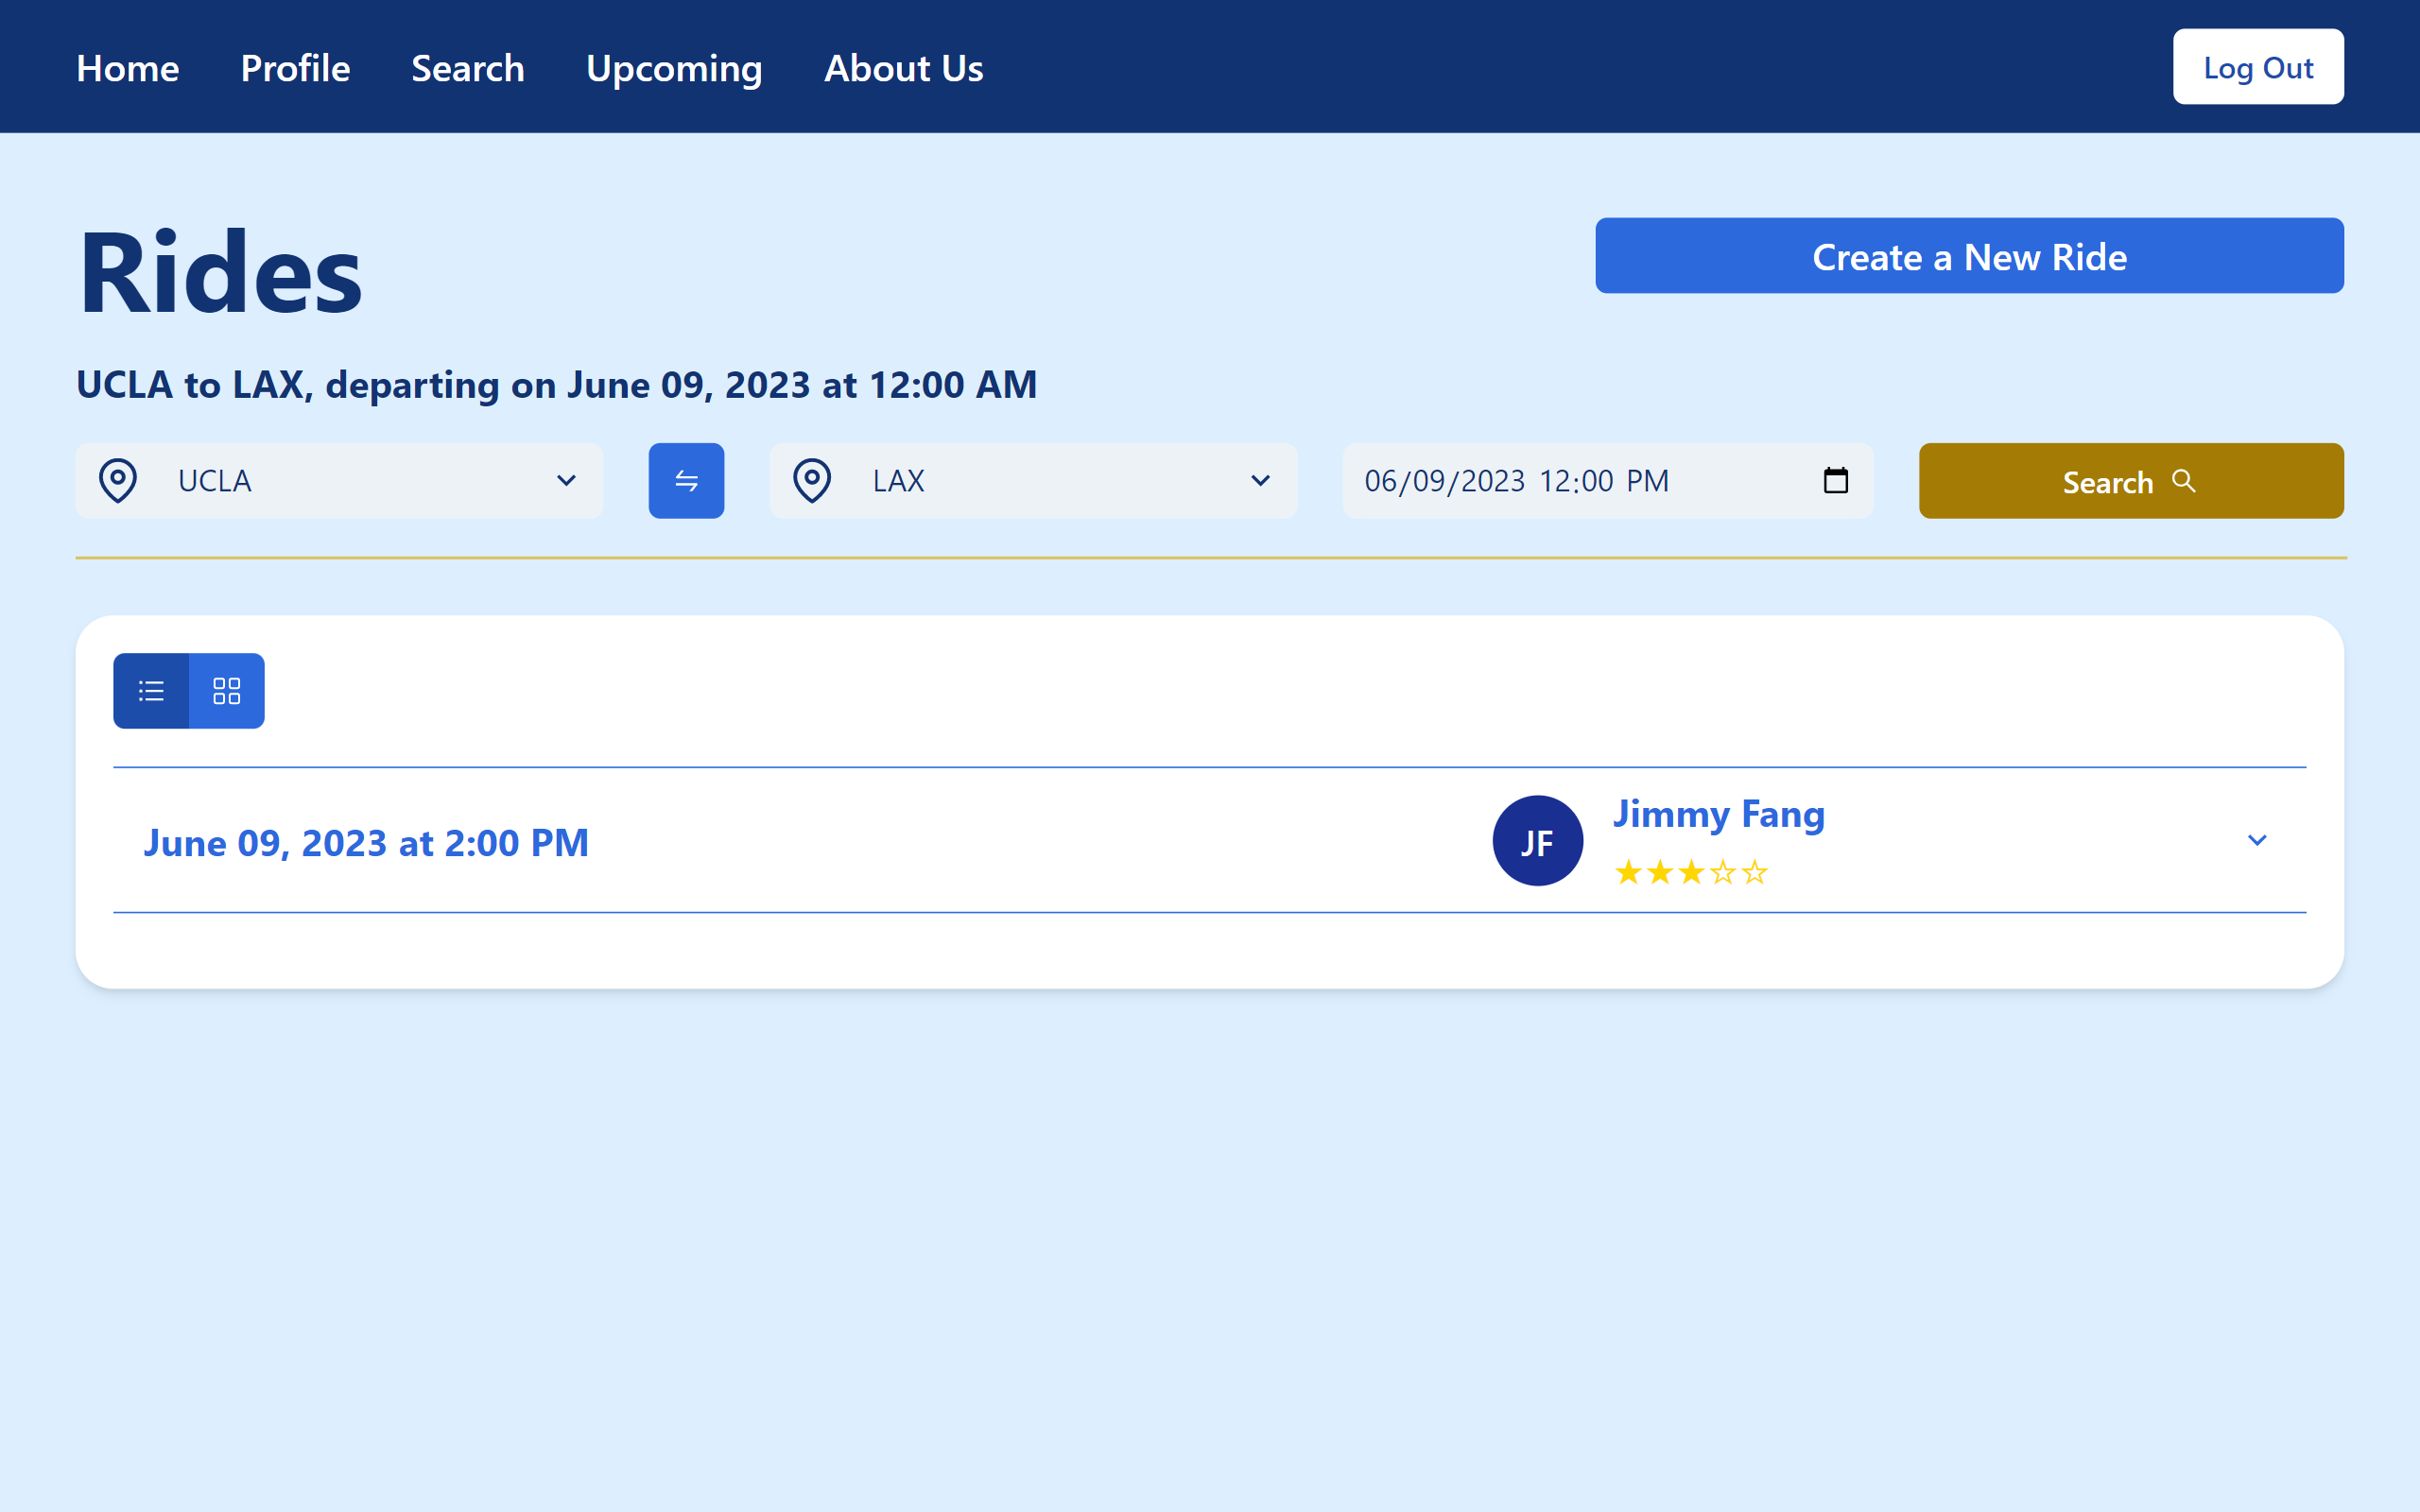 Home Profile Search Upcoming About Us Log Out
Rides
Create a New Ride
UCLA to LAX, departing on June 09, 2023 at 12:00 AM
UCLA LAX 06/09/2023 12:00 PM Search
Jimmy Fang
June 09, 2023 at 2:00 PM JF